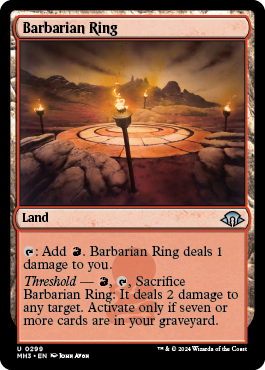 Barbarian Ring
Land
: Add . Barbarian Ring deals 1
damage to you.
Threshold — , , Sacrifice
Barbarian Ring: It deals 2 damage to
any target. Activate only if seven or
more cards are in your graveyard.
U 0299
MH3 • EN John Avon
™ & © 2024 Wizards of the Coast